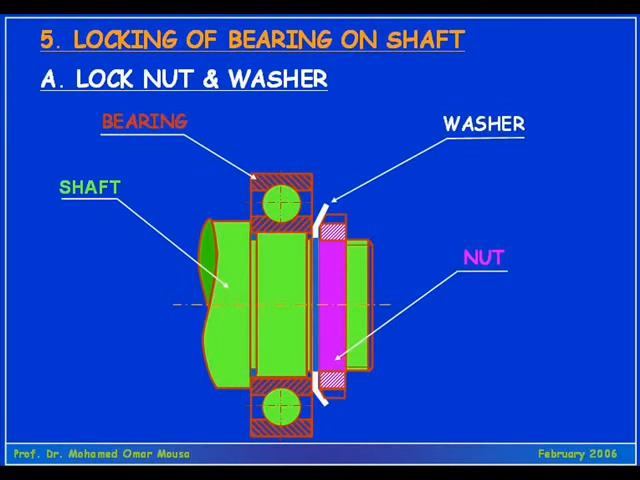 5. LOCKING OF BEARING ON SHAFT
A. LOCK NUT & WASHER
BEARING
WASHER
SHAFT
NUT
Prof. Dr. Mohamed Omar Mousa
February 2006